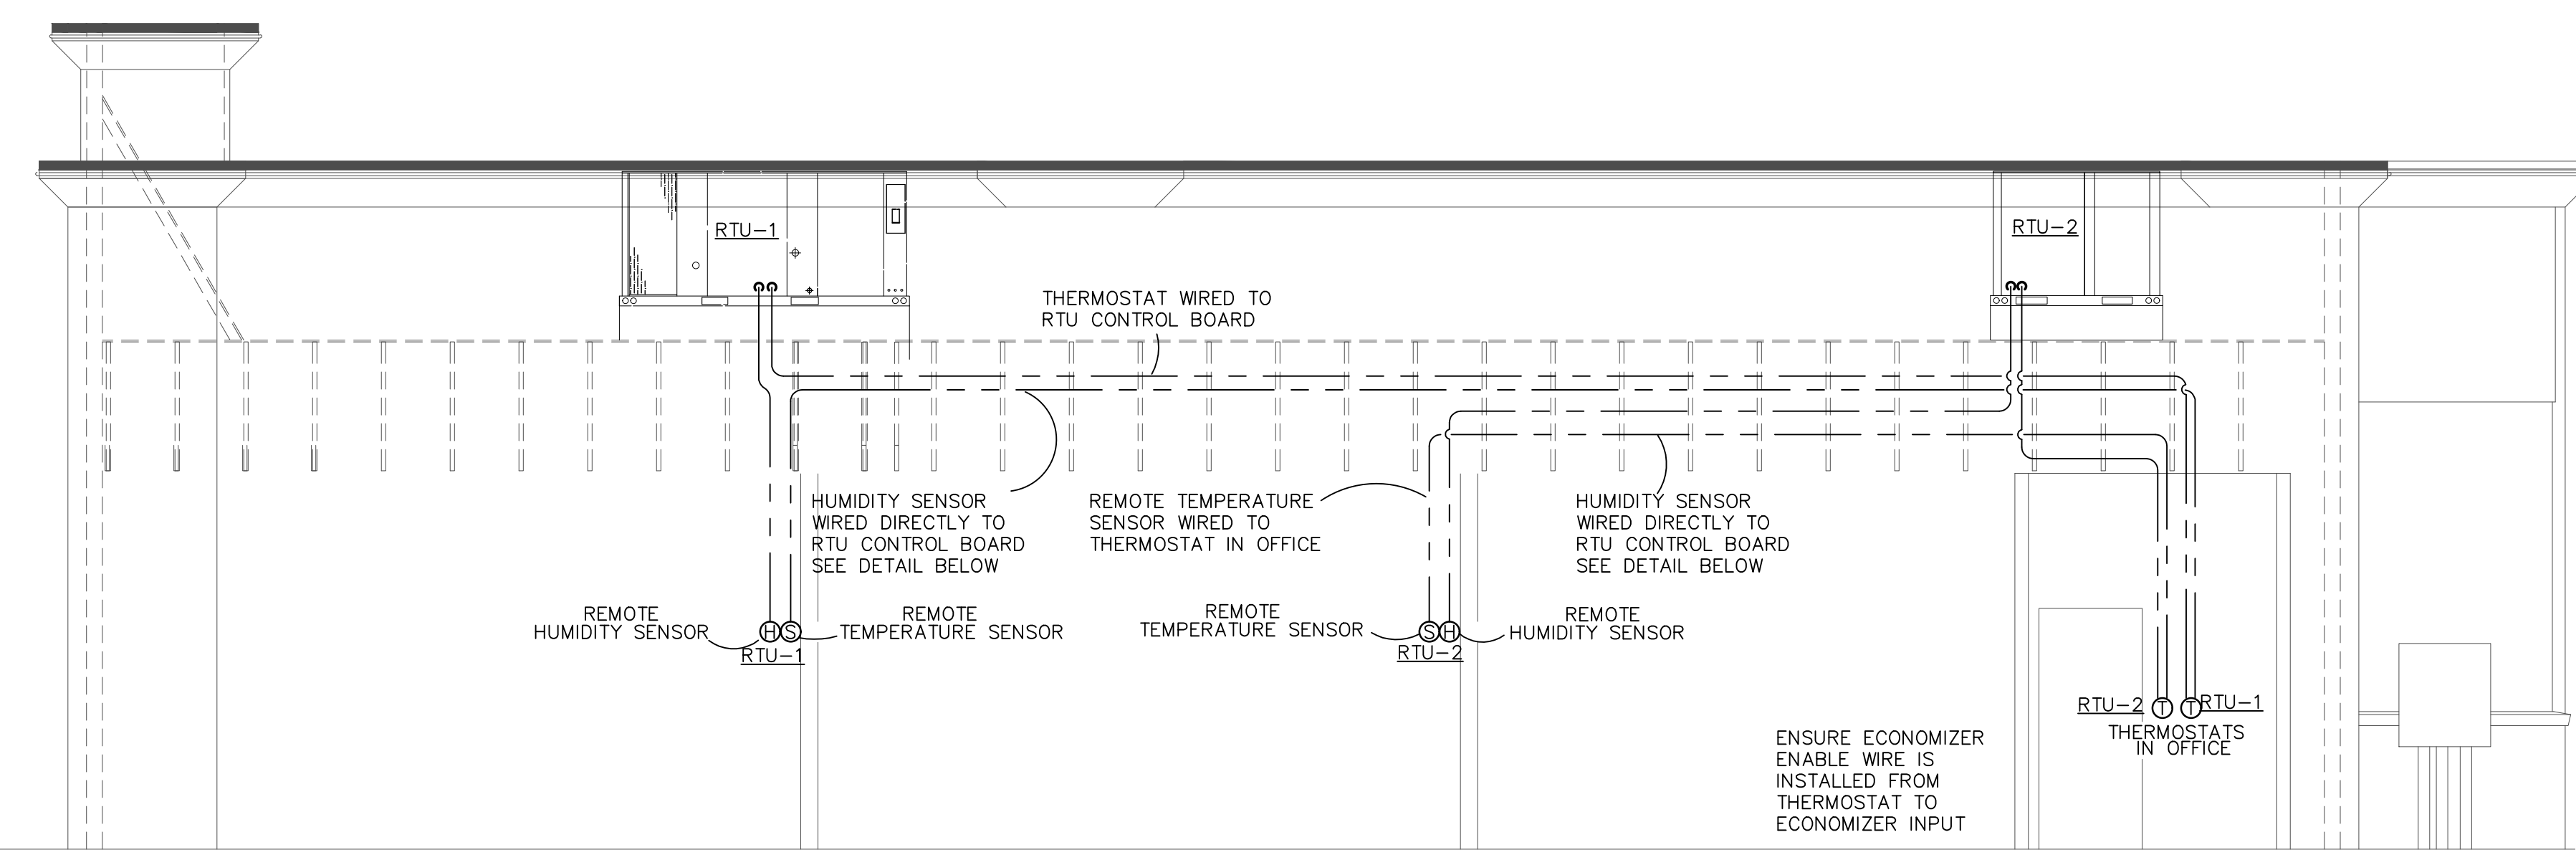 RTU-1
RTU-2
THERMOSTAT WIRED TO
RTU CONTROL BOARD
HUMIDITY SENSOR
WIRED DIRECTLY TO
RTU CONTROL BOARD
SEE DETAIL BELOW
REMOTE TEMPERATURE
SENSOR WIRED TO
THERMOSTAT IN OFFICE
HUMIDITY SENSOR
WIRED DIRECTLY TO
RTU CONTROL BOARD
SEE DETAIL BELOW
REMOTE
HUMIDITY SENSOR
H
S
REMOTE
TEMPERATURE SENSOR
RTU-1
REMOTE
TEMPERATURE SENSOR
S
H
REMOTE
HUMIDITY SENSOR
RTU-2
RTU-2
T
T
RTU-1
THERMOSTATS
IN OFFICE
ENSURE ECONOMIZER
ENABLE WIRE IS
INSTALLED FROM
THERMOSTAT TO
ECONOMIZER INPUT